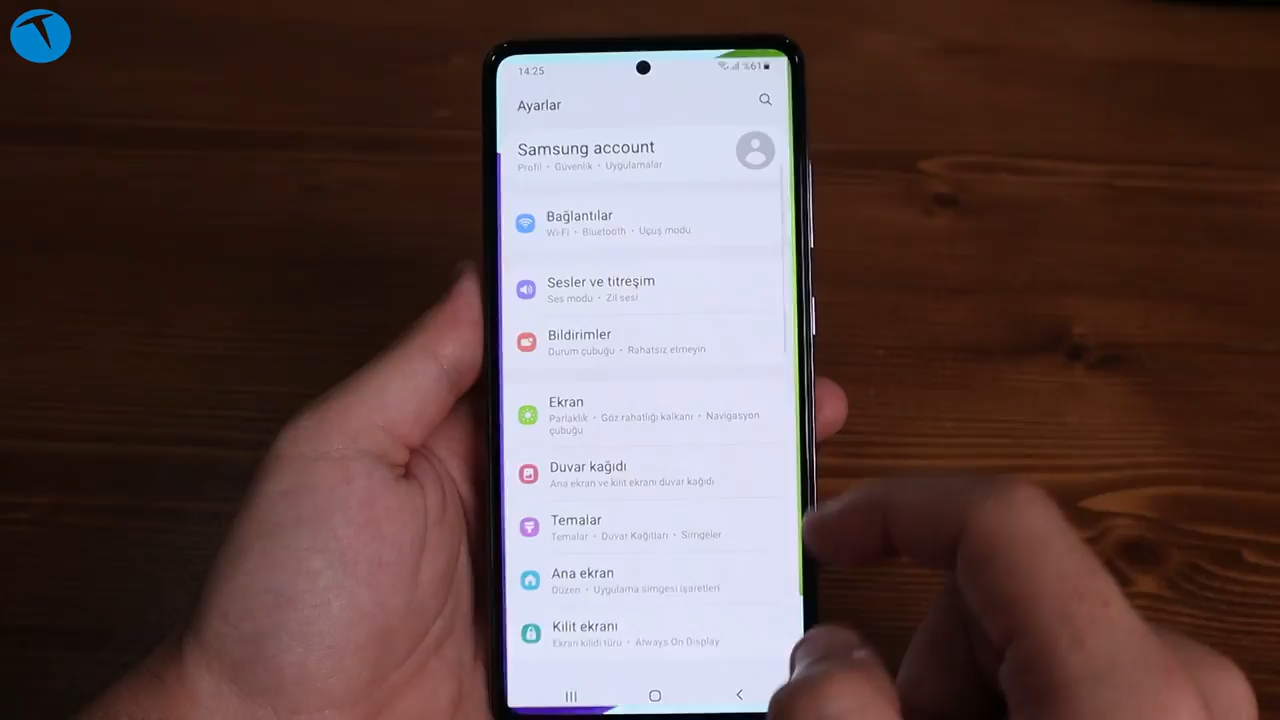 14:25
%61
Ayarlar
Samsung account
Profil • Güvenlik • Uygulamalar
Bağlantılar
Wi-Fi • Bluetooth • Uçuş modu
Sesler ve titreşim
Ses modu • Zil sesi
Bildirimler
Durum çubuğu • Rahatsız etmeyin
Ekran
Parlaklık • Göz rahatlığı kalkanı • Navigasyon
çubuğu
Duvar kağıdı
Ana ekran ve kilit ekranı duvar kağıdı
Temalar
Temalar • Duvar Kağıtları • Simgeler
Ana ekran
Düzen • Uygulama simgesi işaretleri
Kilit ekranı
Ekran kilidi türü • Always On Display